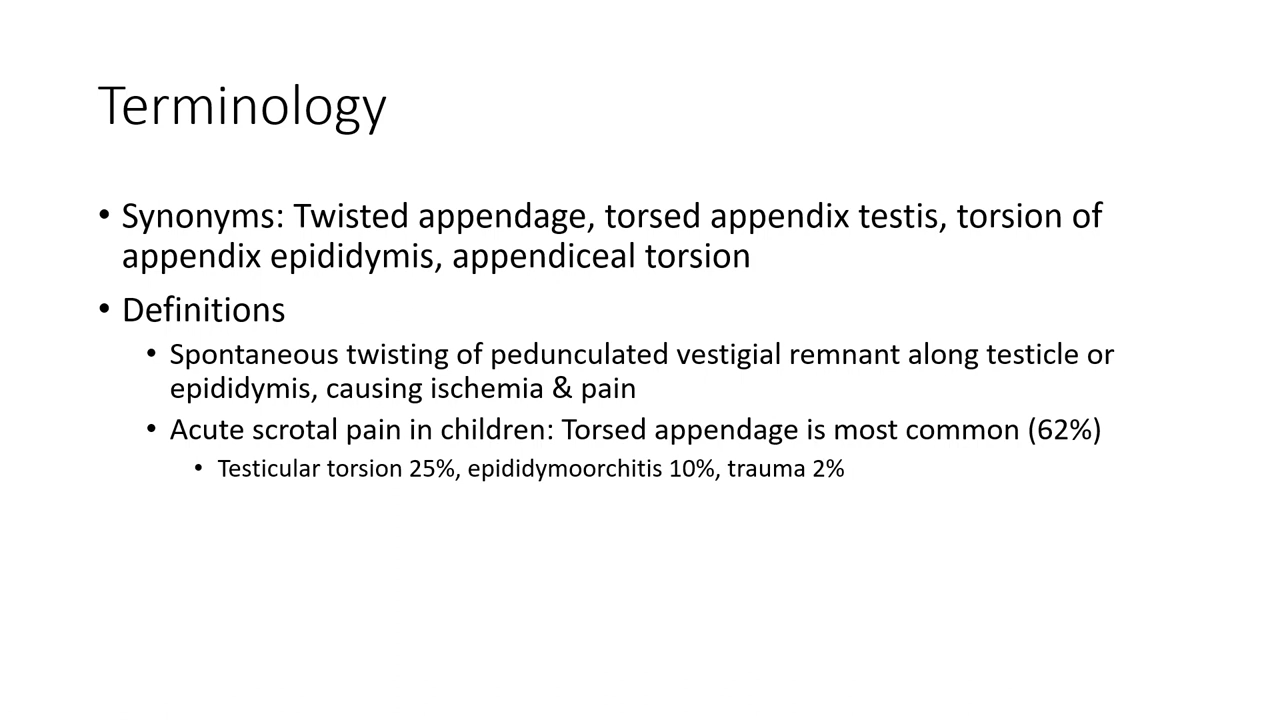 Terminology
• Synonyms: Twisted appendage, torsed appendix testis, torsion of
appendix epididymis, appendiceal torsion
• Definitions
• Spontaneous twisting of pedunculated vestigial remnant along testicle or
epididymis, causing ischemia & pain
• Acute scrotal pain in children: Torsed appendage is most common (62%)
• Testicular torsion 25%, epididymoorchitis 10%, trauma 2%